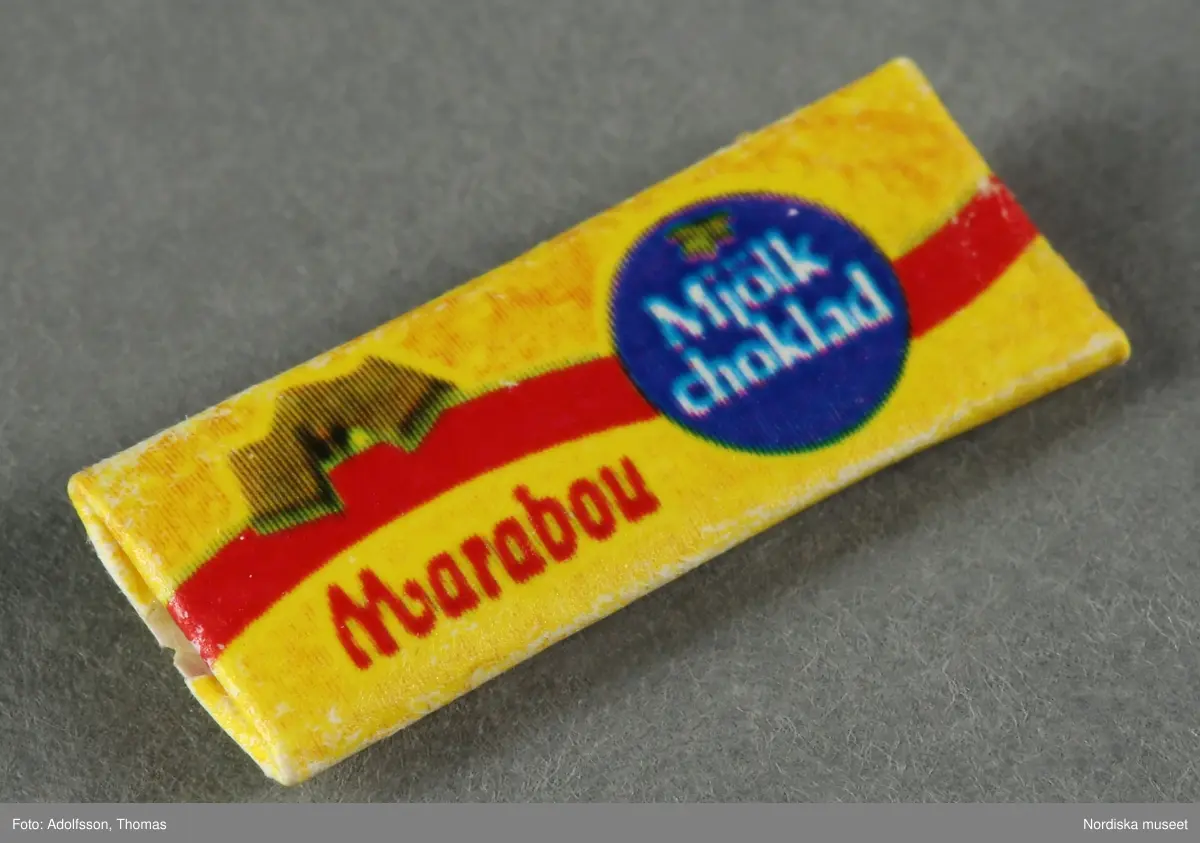 Mjölk
choklad
Marabou
Foto: Adolfsson, Thomas
Nordiska museet